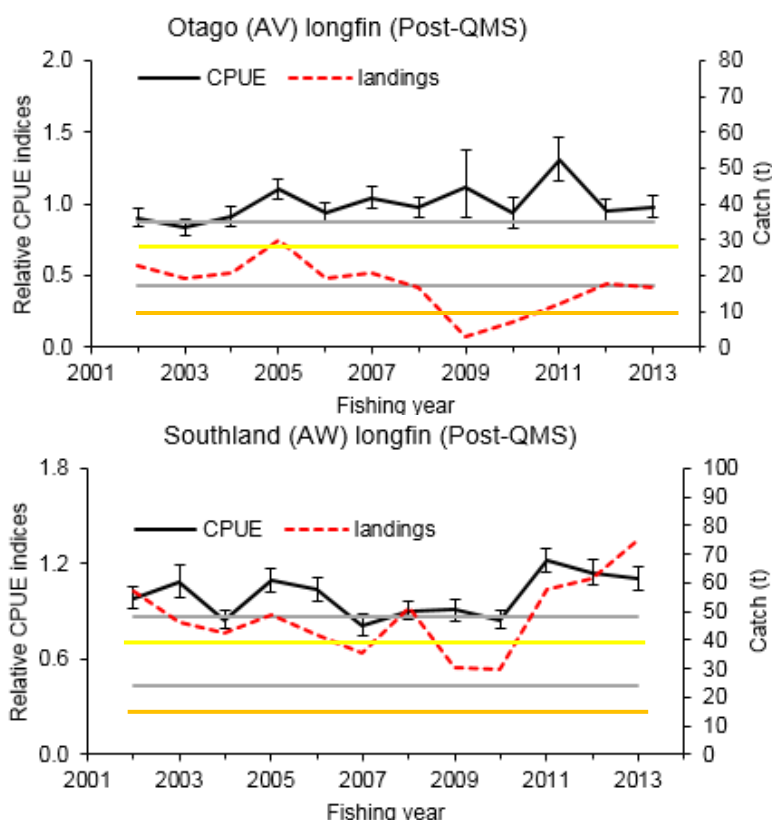 Otago (AV) longfin (Post-QMS)
2.0
1.5
1.0
0.5
0.0
Relative CPUE indices
CPUE
landings
80
70
60
50
40
30
20
10
0
Catch (t)
2001 2003 2005 2007 2009 2011 2013
Fishing year
Southland (AW) longfin (Post-QMS)
1.8
1.2
0.6
0.0
Relative CPUE indices
CPUE
landings
100
90
80
70
60
50
40
30
20
10
0
Catch (t)
2001 2003 2005 2007 2009 2011 2013
Fishing year